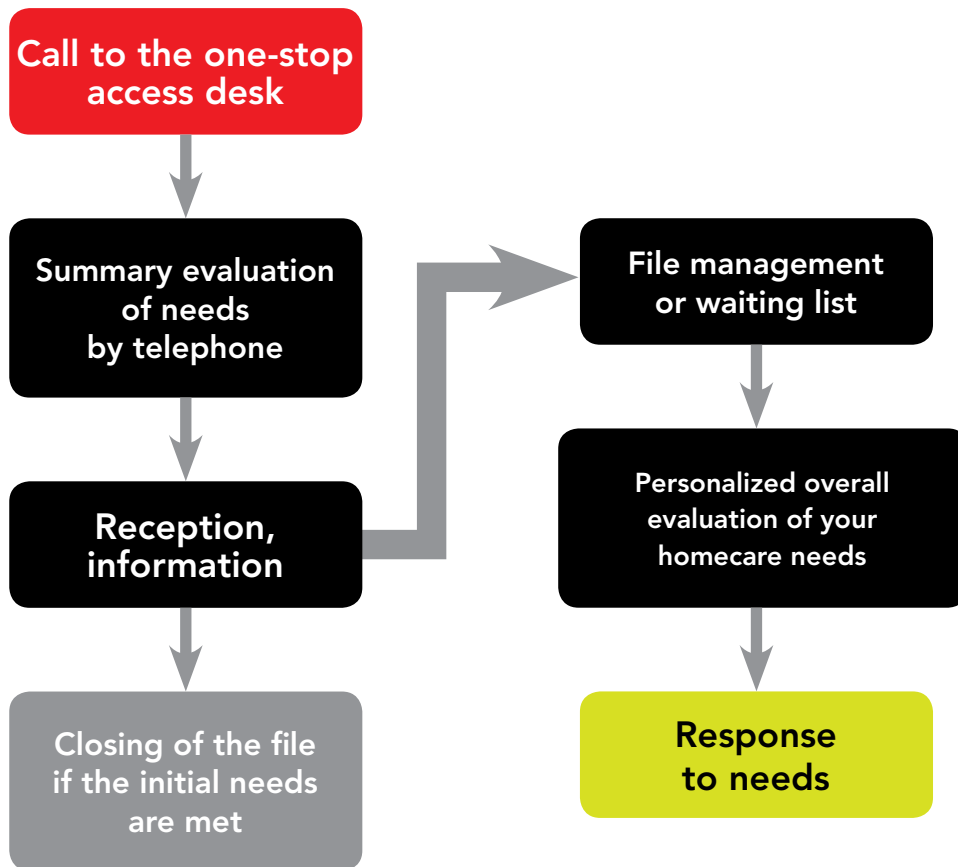 Call to the one-stop
access desk
Summary evaluation
of needs
by telephone
Reception,
information
Closing of the file
if the initial needs
are met
File management
or waiting list
Personalized overall
evaluation of your
homecare needs
Response
to needs